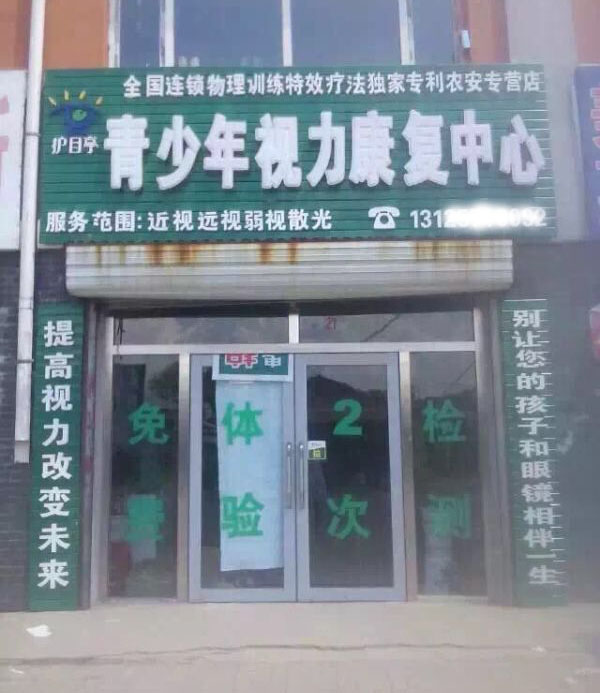 全国连锁物理训练特效疗法独家专利农安专营店
护目亭
青少年视力康复中心
服务范围:近视远视弱视散光
提高视力改变未来
21
免费
体验
2次
检测
别让您的孩子和眼镜相伴一生